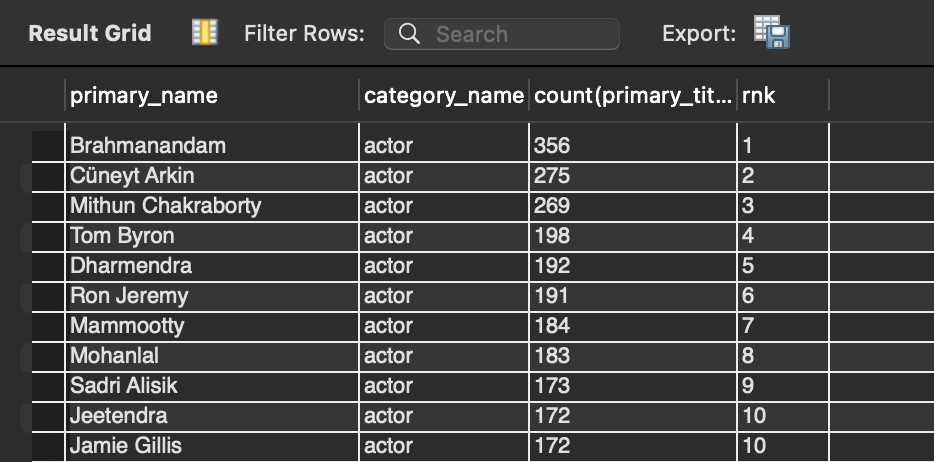 Result Grid Filter Rows: Search Export:
primary_name category_name count(primary_tit... rnk
Brahmanandam actor 356 1
Cüneyt Arkin actor 275 2
Mithun Chakraborty actor 269 3
Tom Byron actor 198 4
Dharmendra actor 192 5
Ron Jeremy actor 191 6
Mammootty actor 184 7
Mohanlal actor 183 8
Sadri Alisik actor 173 9
Jeetendra actor 172 10
Jamie Gillis actor 172 10